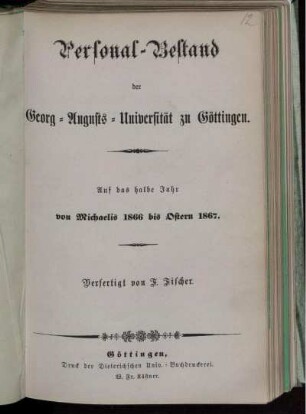 12
Personal-Bestand
der
Georg-Augusts-Universität zu Göttingen.
Auf das halbe Jahr
von Michaelis 1866 bis Ostern 1867.
Verfertigt von F. Fischer.
Göttingen,
Druck der Dieterichschen Univ.-Buchdruckerei.
W. Fr. Kästner.